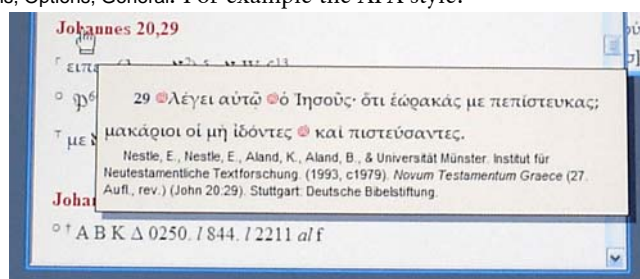 Options, General. For example the APA style.
Johannes 20,29
29 λέγει αὐτῷ ὁ Ἰησοῦς· ὅτι ἑώρακάς με πεπίστευκας;
μακάριοι οἱ μὴ ἰδόντες καὶ πιστεύσαντες.
Nestle, E., Nestle, E., Aland, K., Aland, B., & Universität Münster. Institut für
Neutestamentliche Textforschung. (1993, c1979). Novum Testamentum Graece (27.
Aufl., rev.) (John 20:29). Stuttgart: Deutsche Bibelstiftung.
° † A B K Δ 0250. l 844. l 2211 al f